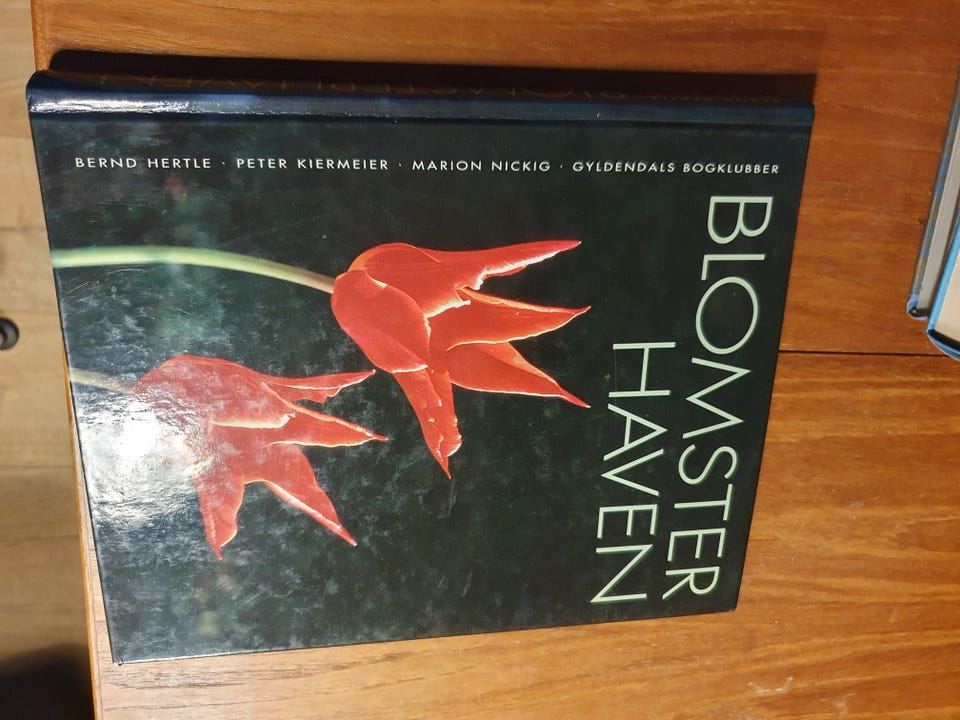 BLOMSTER
HAVEN
BERND HERTLE · PETER KIERMEIER · MARION NICKIG · GYLDENDALS BOGKLUBBER